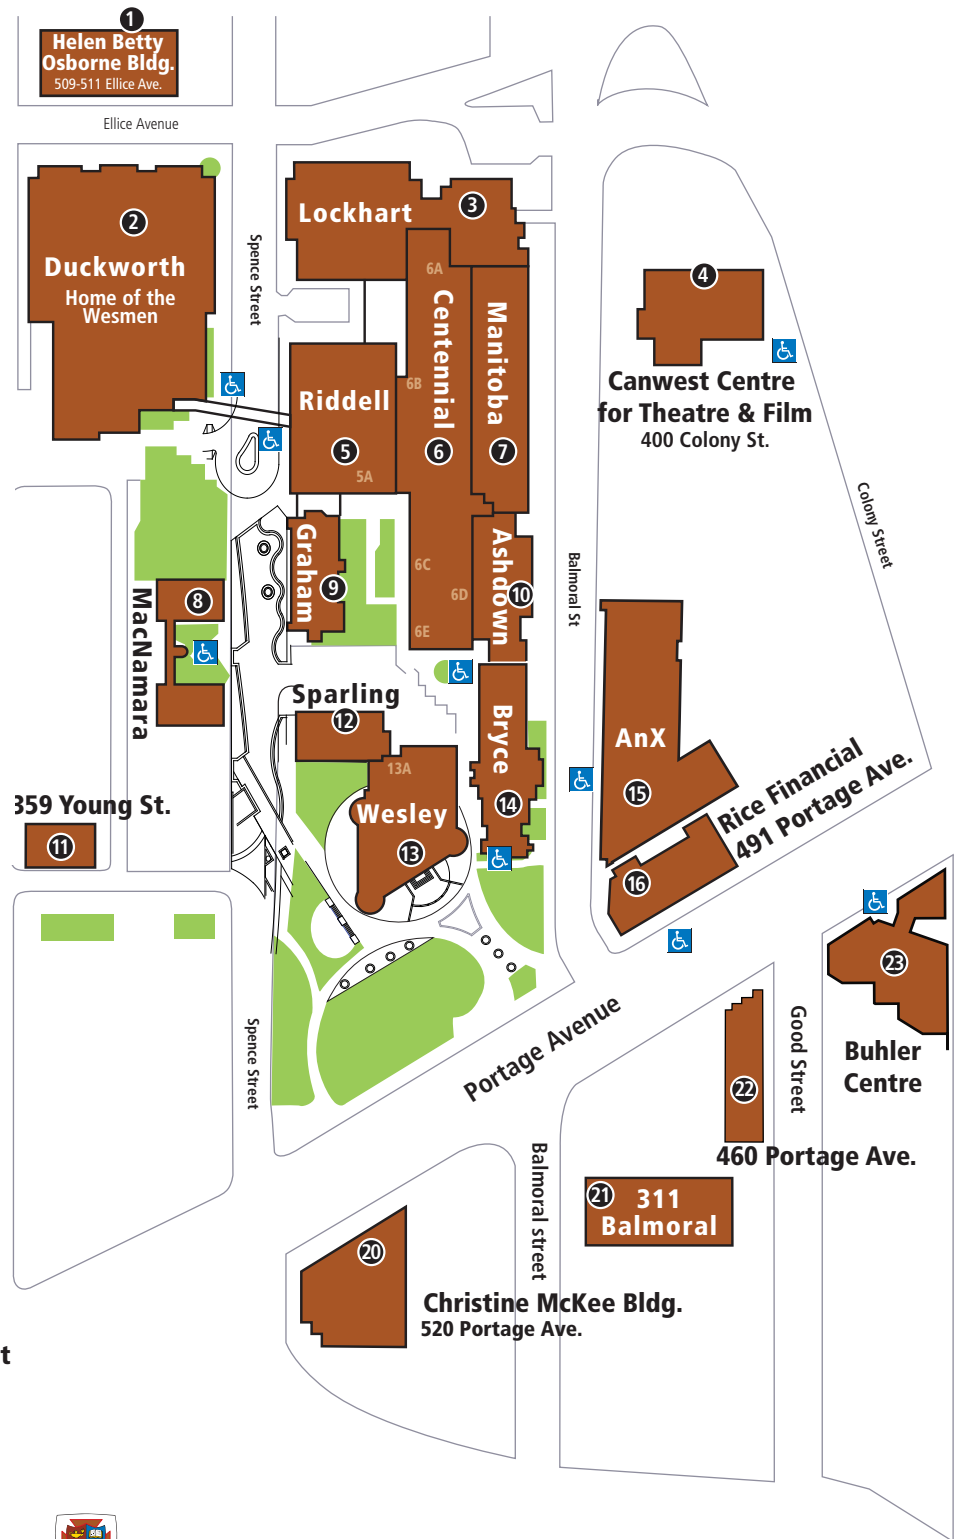 1
Helen Betty
Osborne Bldg.
509-511 Ellice Ave.
Ellice Avenue
2
Duckworth
Home of the
Wesmen
Spence Street
Lockhart
3
6A
Centennial
6B
6
6C
6D
6E
Manitoba
7
Riddell
5
5A
4
Canwest Centre
for Theatre & Film
400 Colony St.
Colony Street
Balmoral St
Graham
9
Ashdown
10
MacNamara
8
Sparling
12
13A
Wesley
13
Bryce
14
AnX
15
Rice Financial
491 Portage Ave.
16
359 Young St.
11
23
Buhler
Centre
Spence Street
Portage Avenue
Good Street
22
460 Portage Ave.
21
311
Balmoral
Balmoral street
20
Christine McKee Bldg.
520 Portage Ave.
t